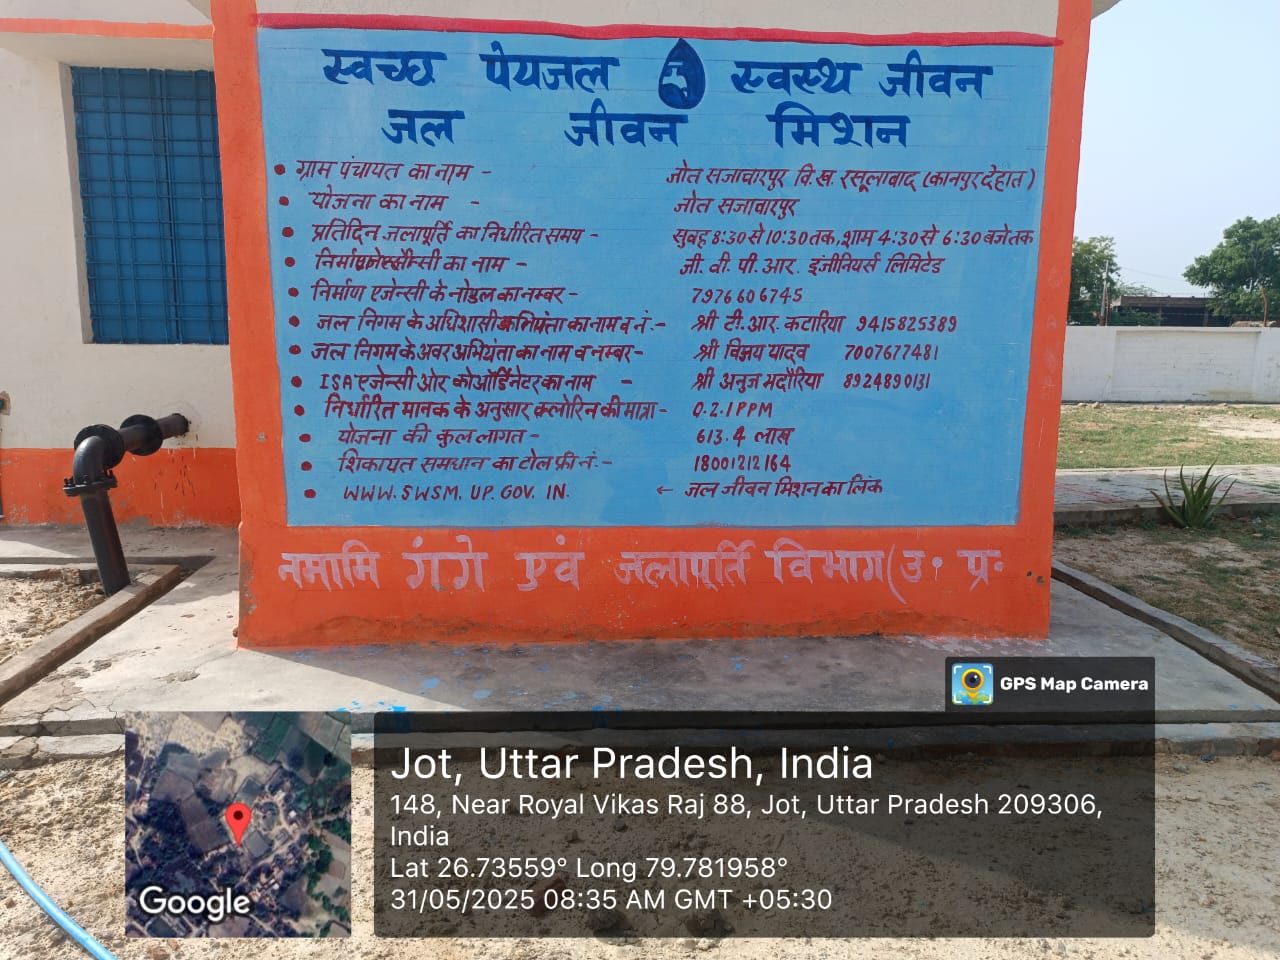 स्वच्छ पेयजल स्वस्थ जीवन
जल जीवन मिशन
• ग्राम पंचायत का नाम - जोत सजावारपुर वि.ख. रसूलाबाद (कानपुर देहात)
• योजना का नाम - जोत सजावारपुर
• प्रतिदिन जलापूर्ति का निर्धारित समय - सुबह 8:30 से 10:30 तक, शाम 4:30 से 6:30 बजे तक
• निर्माण एजेन्सी का नाम - जी. वी. पी. आर. इंजीनियर्स लिमिटेड
• निर्माण एजेन्सी के नोडल का नम्बर - 7976606745
• जल निगम के अधिशासी अभियंता का नाम व नं.- श्री टी. आर. कटारिया 9415825389
• जल निगम के अवर अभियंता का नाम व नम्बर- श्री विजय यादव 7007677481
• ISA एजेन्सी और कोऑर्डिनेटर का नाम - श्री अनुज भदौरिया 8924890131
• निर्धारित मानक के अनुसार क्लोरिन की मात्रा- 0.2.1 PPM
• योजना की कुल लागत - 613.4 लाख
• शिकायत समधान का टोल फ्री नं.- 18001212164
• WWW.SWSM.UP.GOV.IN. ← जल जीवन मिशन का लिंक
नमामि गंगे एवं जलापूर्ति विभाग (उ॰ प्र॰
GPS Map Camera
Jot, Uttar Pradesh, India
148, Near Royal Vikas Raj 88, Jot, Uttar Pradesh 209306,
India
Lat 26.73559° Long 79.781958°
31/05/2025 08:35 AM GMT +05:30
Google